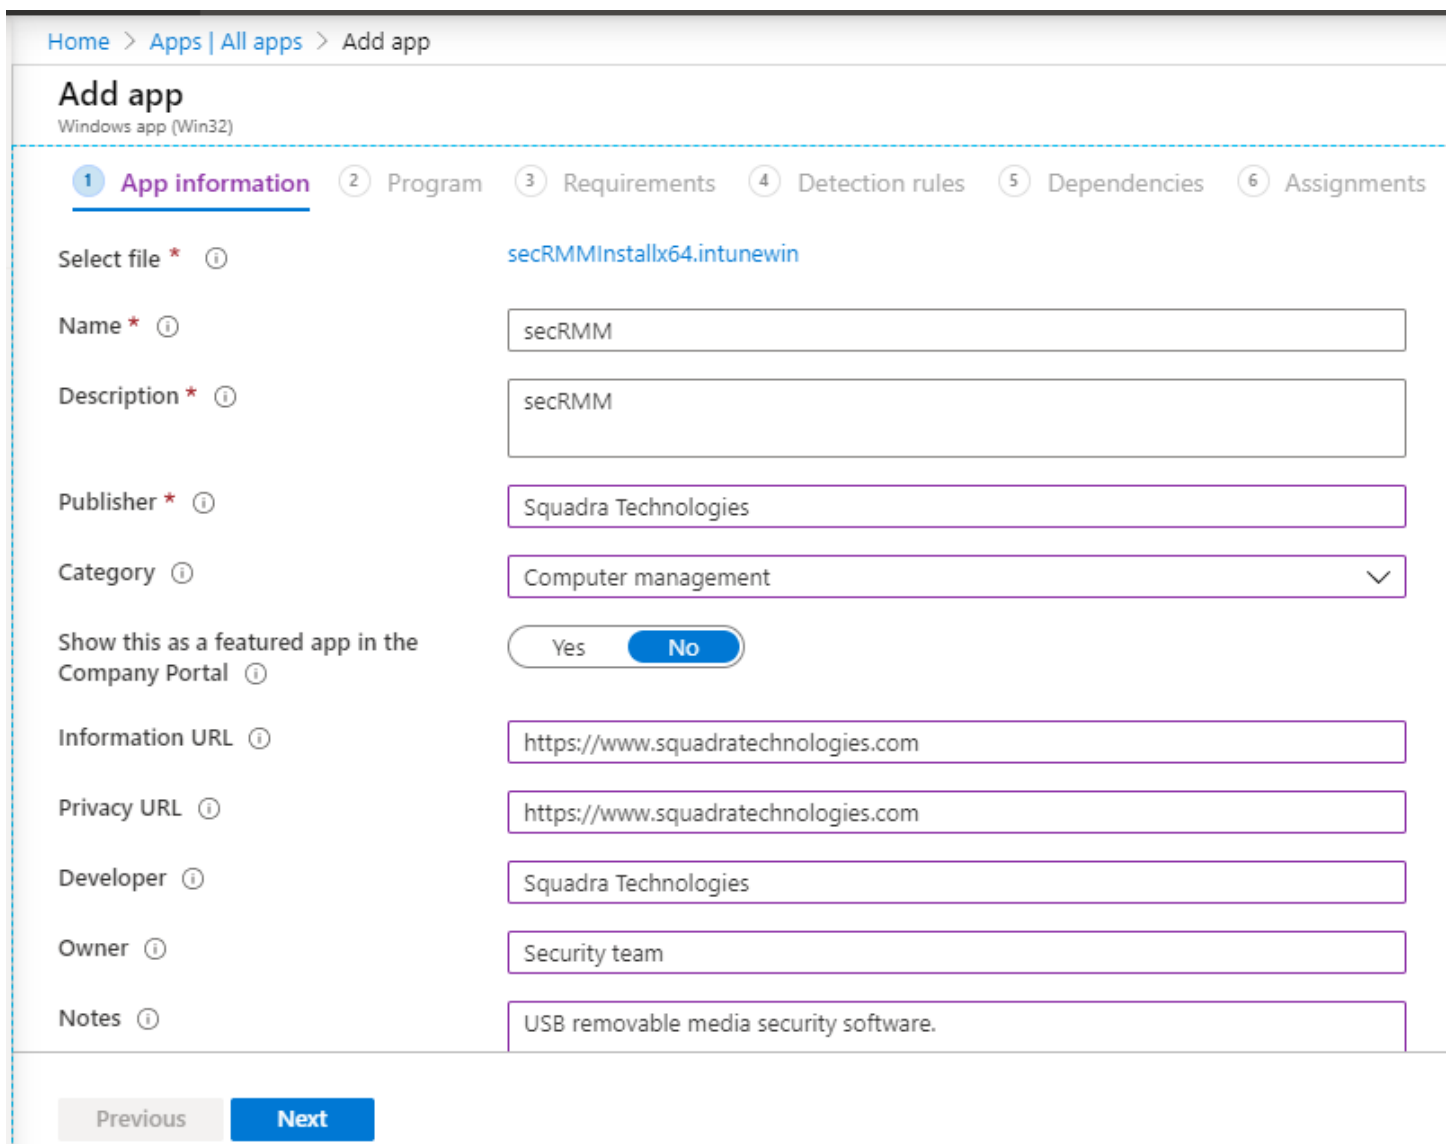 Home > Apps | All apps > Add app
Add app
Windows app (Win32)
1 App information 2 Program 3 Requirements 4 Detection rules 5 Dependencies 6 Assignments
Select file * secRMMInstallx64.intunewin
Name * secRMM
Description * secRMM
Publisher * Squadra Technologies
Category Computer management
Show this as a featured app in the
Company Portal Yes No
Information URL https://www.squadratechnologies.com
Privacy URL https://www.squadratechnologies.com
Developer Squadra Technologies
Owner Security team
Notes USB removable media security software.
Previous Next